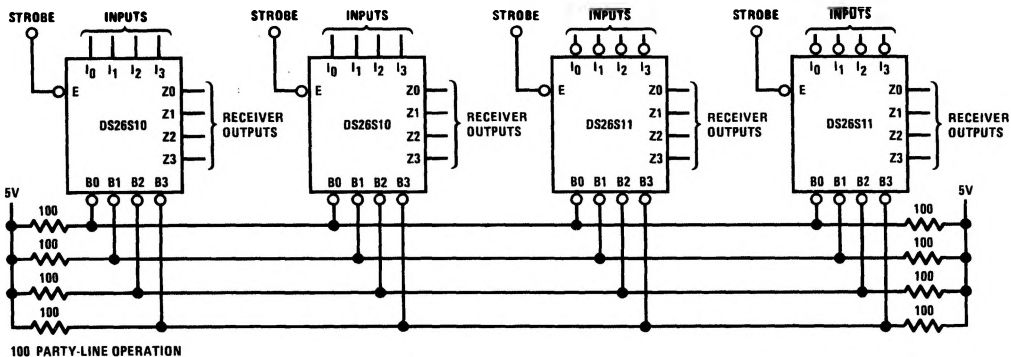 STROBE INPUTS STROBE INPUTS STROBE INPUTS STROBE INPUTS
I0 I1 I2 I3 I0 I1 I2 I3 I0 I1 I2 I3 I0 I1 I2 I3
E Z0 E Z0 E Z0 E Z0
Z1 Z1 Z1 Z1
RECEIVER RECEIVER RECEIVER RECEIVER
DS26S10 DS26S10 DS26S11 DS26S11
OUTPUTS OUTPUTS OUTPUTS OUTPUTS
Z2 Z2 Z2 Z2
Z3 Z3 Z3 Z3
B0 B1 B2 B3 B0 B1 B2 B3 B0 B1 B2 B3 B0 B1 B2 B3
5V 5V
100 100
100 100
100 100
100 100
100 PARTY-LINE OPERATION